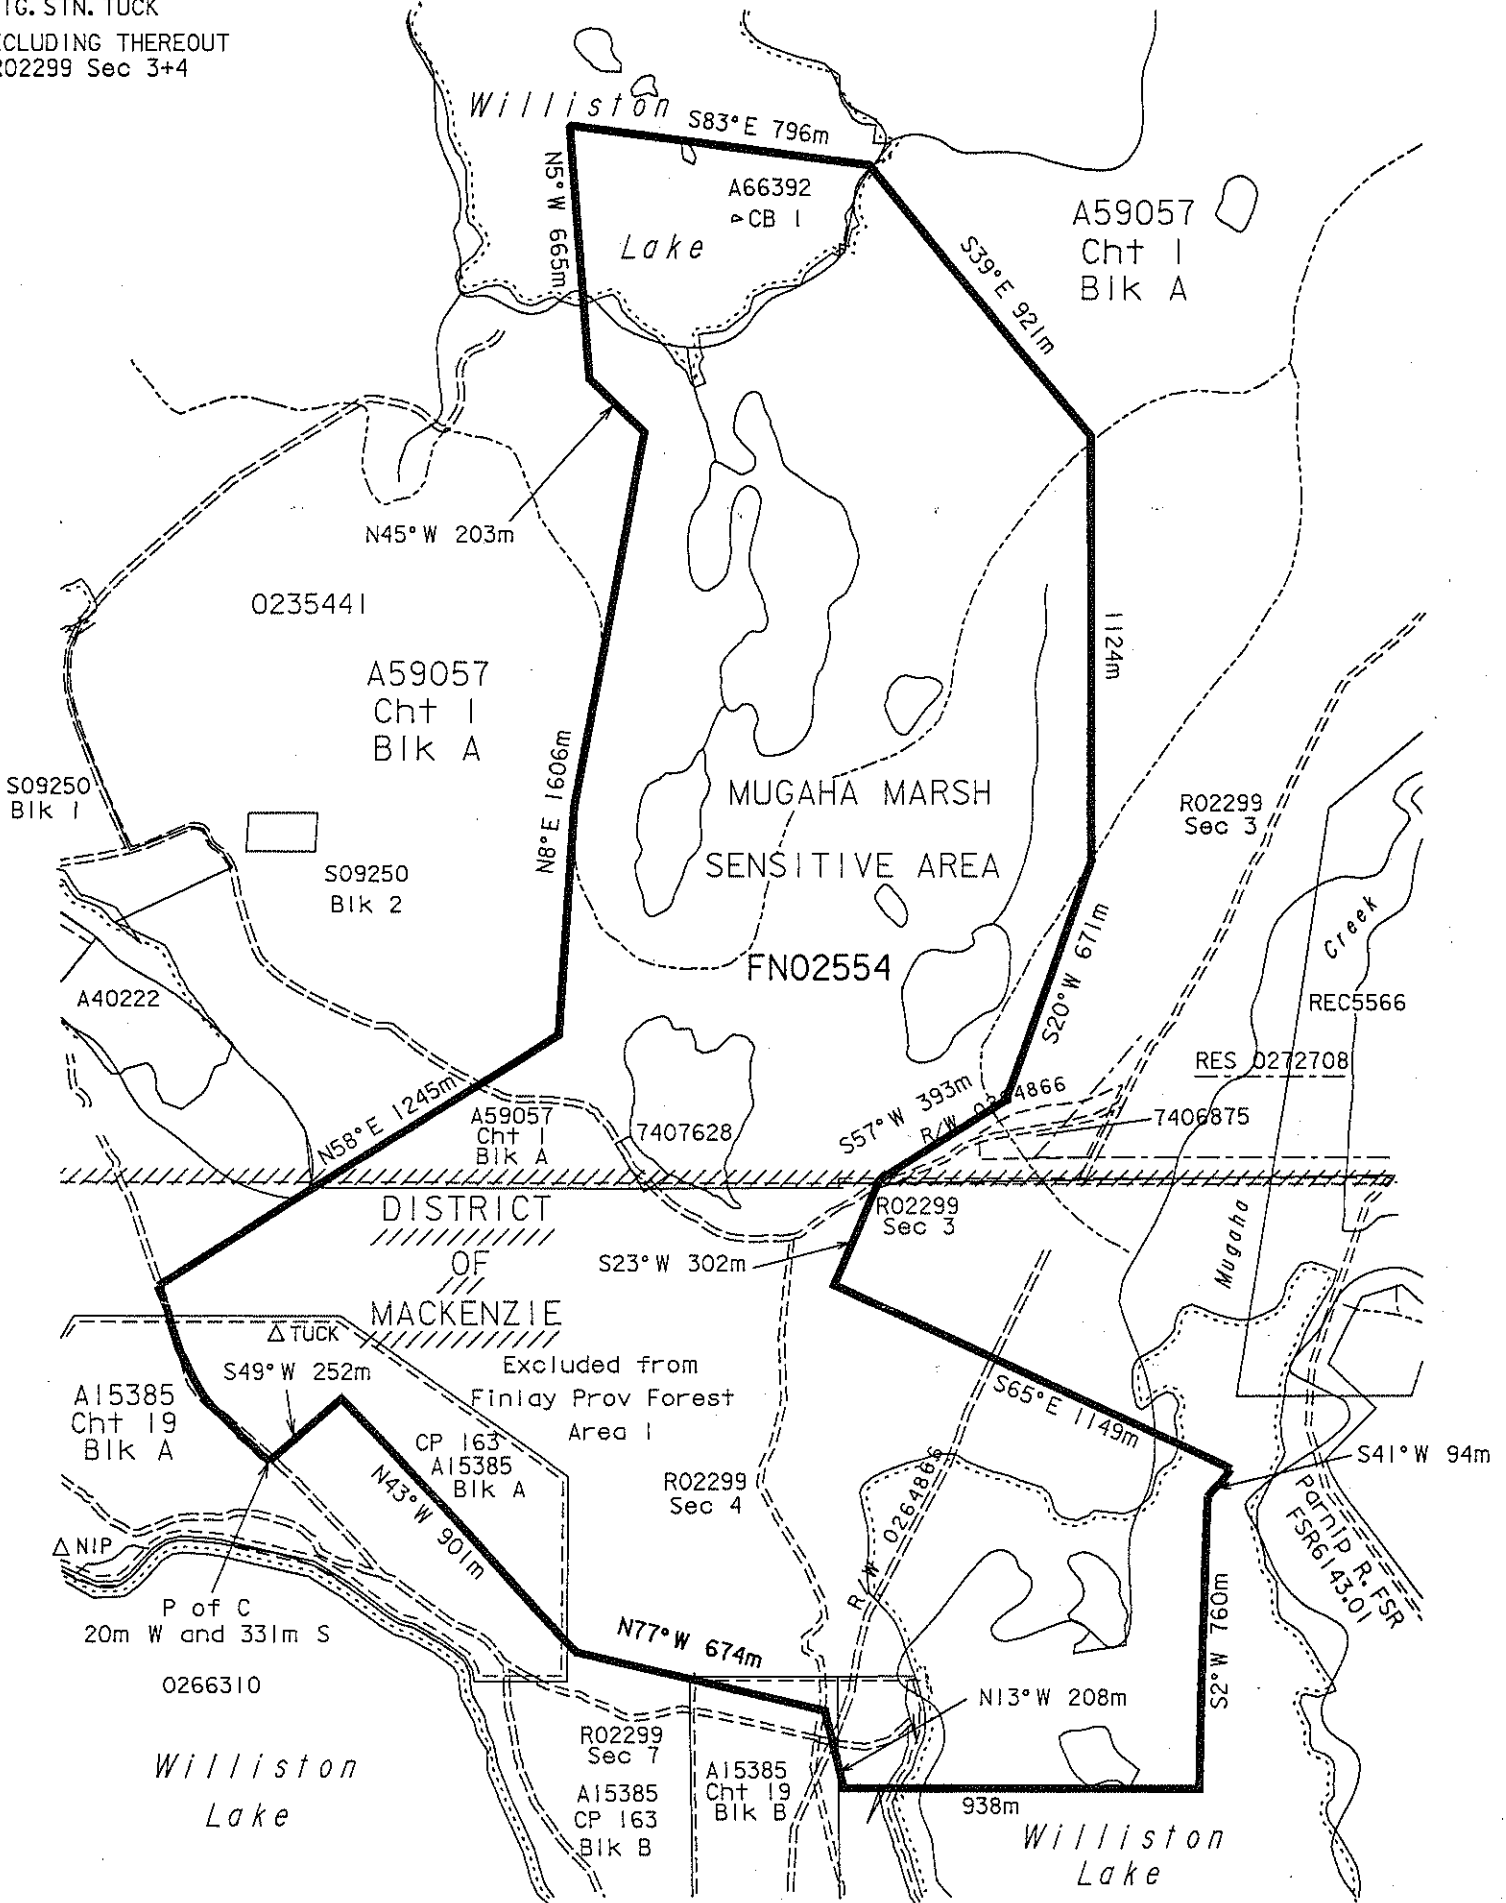 TIG. STN. TUCK
CLUDING THEREOUT
R02299 Sec 3+4
Williston
S83°E 796m
N5°W 665m
A66392
CB 1
Lake
A59057
Cht 1
Blk A
S39°E 921m
N45°W 203m
0235441
A59057
Cht 1
Blk A
1124m
S09250
Blk 1
N8°E 1606m
MUGAHA MARSH
SENSITIVE AREA
R02299
Sec 3
S09250
Blk 2
Creek
FN02554
S20°W 671m
A40222
REC5566
RES 0272708
N58°E 1245m
A59057
Cht 1
Blk A
7407628
S57°W 393m
R/W
7406875
DISTRICT
OF
MACKENZIE
R02299
Sec 3
S23°W 302m
Mugaha
TUCK
S49°W 252m
Excluded from
Finlay Prov Forest
Area 1
A15385
Cht 19
Blk A
CP 163
A15385
Blk A
N43°W 901m
S65°E 1149m
S41°W 94m
R02299
Sec 4
R/W 0264866
Parnip R. FSR
FSR6143.01
NIP
P of C
20m W and 331m S
0266310
N77°W 674m
S2°W 760m
N13°W 208m
R02299
Sec 7
A15385
CP 163
Blk B
A15385
Cht 19
Blk B
938m
Williston
Lake
Williston
Lake